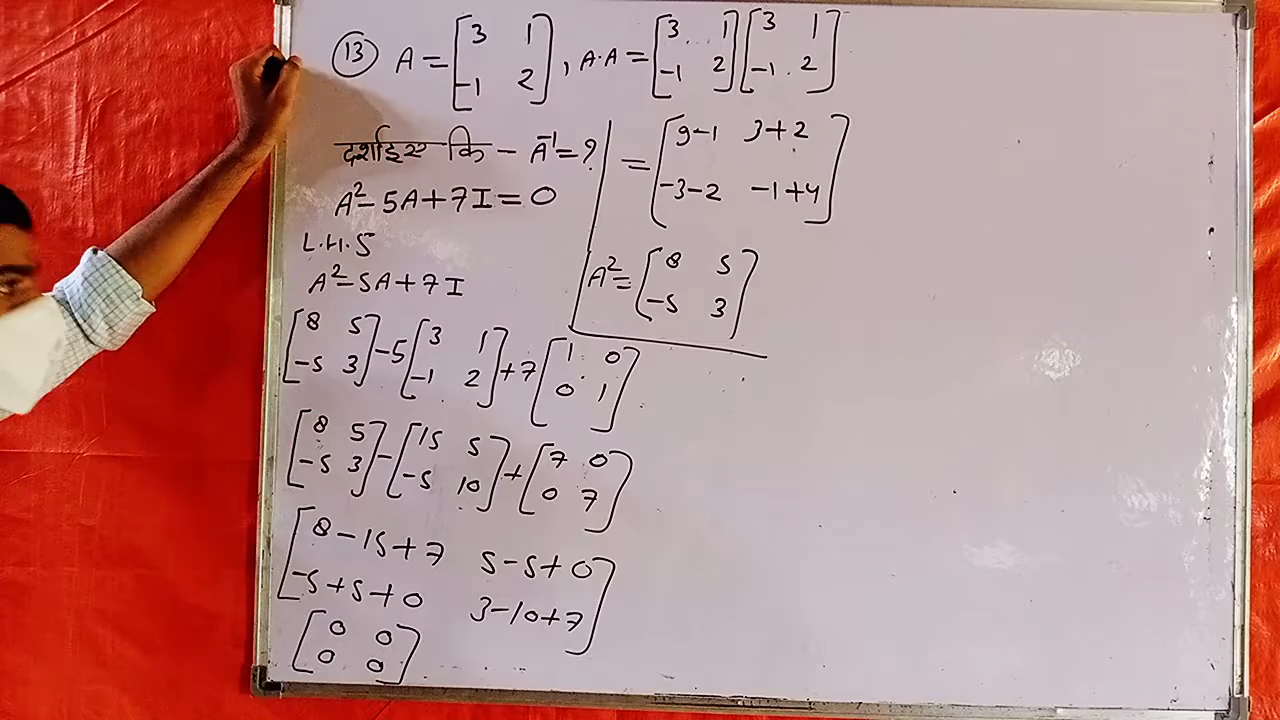 (13) A = [3 1; -1 2], A·A = [3 1; -1 2] [3 1; -1 2]
दर्शाइए कि - A⁻¹ = ?
A² - 5A + 7I = 0
L.H.S
A² - 5A + 7I
[8 5; -5 3] - 5[3 1; -1 2] + 7[1 0; 0 1]
[8 5; -5 3] - [15 5; -5 10] + [7 0; 0 7]
[8-15+7 5-5+0; -5+5+0 3-10+7]
[0 0; 0 0]
= [9-1 3+2; -3-2 -1+4]
A² = [8 5; -5 3]